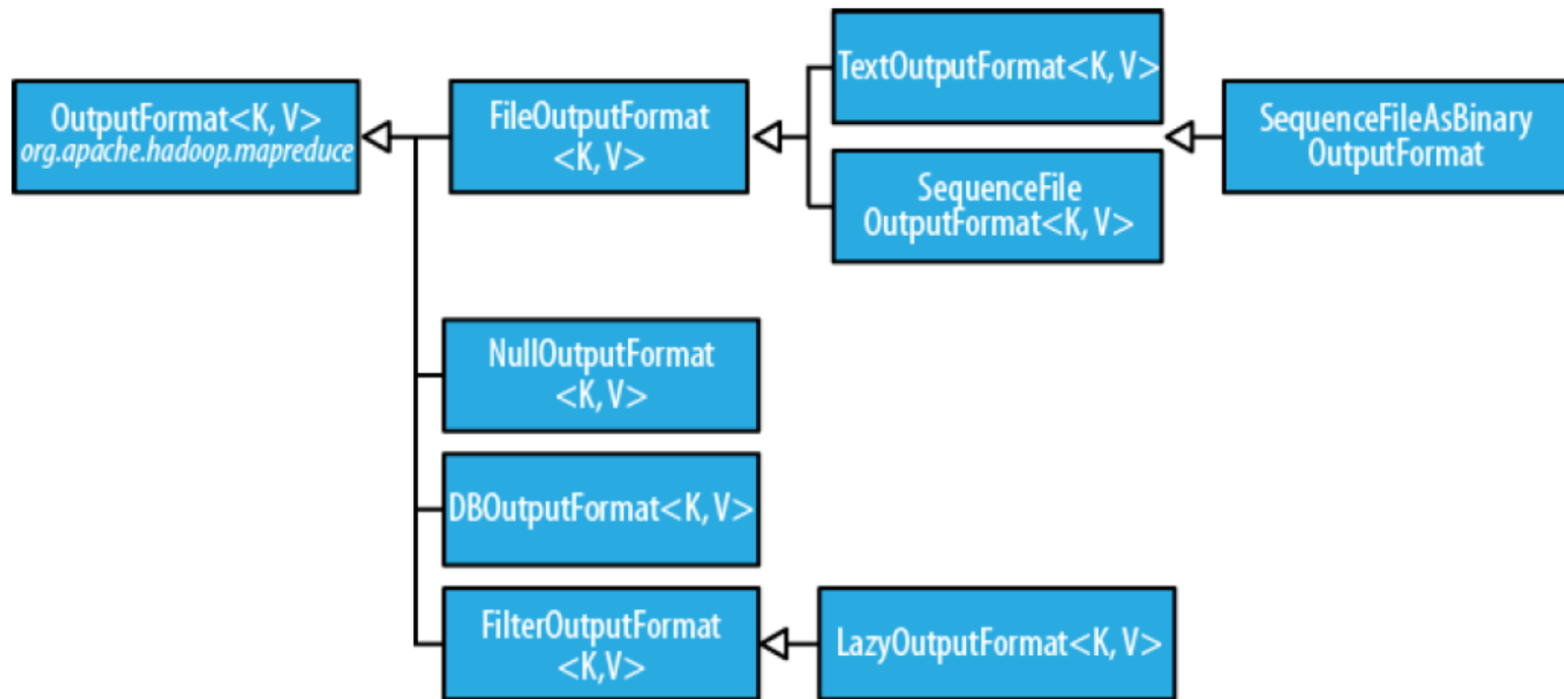 OutputFormat<K, V>
org.apache.hadoop.mapreduce
FileOutputFormat
<K, V>
TextOutputFormat<K, V>
SequenceFile
OutputFormat<K, V>
SequenceFileAsBinary
OutputFormat
NullOutputFormat
<K, V>
DBOutputFormat<K, V>
FilterOutputFormat
<K,V>
LazyOutputFormat<K, V>